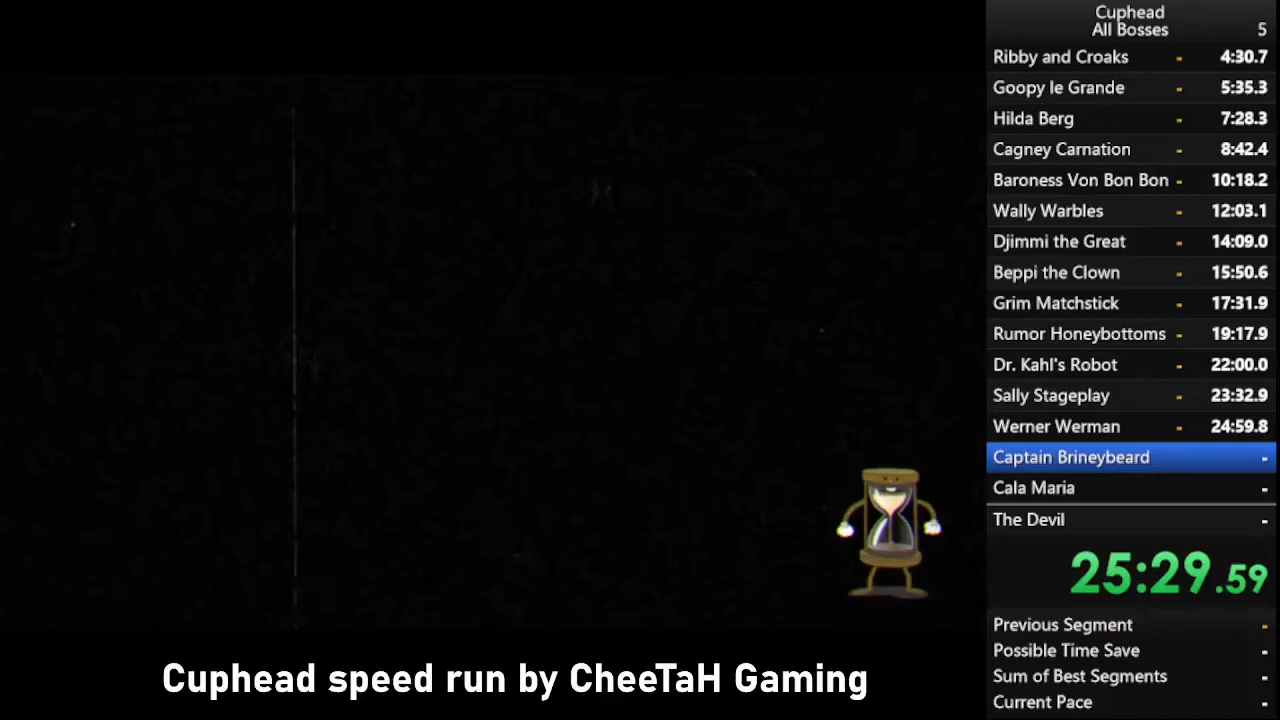 Cuphead
All Bosses 5
Ribby and Croaks - 4:30.7
Goopy le Grande - 5:35.3
Hilda Berg - 7:28.3
Cagney Carnation - 8:42.4
Baroness Von Bon Bon - 10:18.2
Wally Warbles - 12:03.1
Djimmi the Great - 14:09.0
Beppi the Clown - 15:50.6
Grim Matchstick - 17:31.9
Rumor Honeybottoms - 19:17.9
Dr. Kahl's Robot - 22:00.0
Sally Stageplay - 23:32.9
Werner Werman - 24:59.8
Captain Brineybeard -
Cala Maria -
The Devil -
25:29.59
Previous Segment -
Possible Time Save -
Sum of Best Segments -
Current Pace -
Cuphead speed run by CheeTaH Gaming